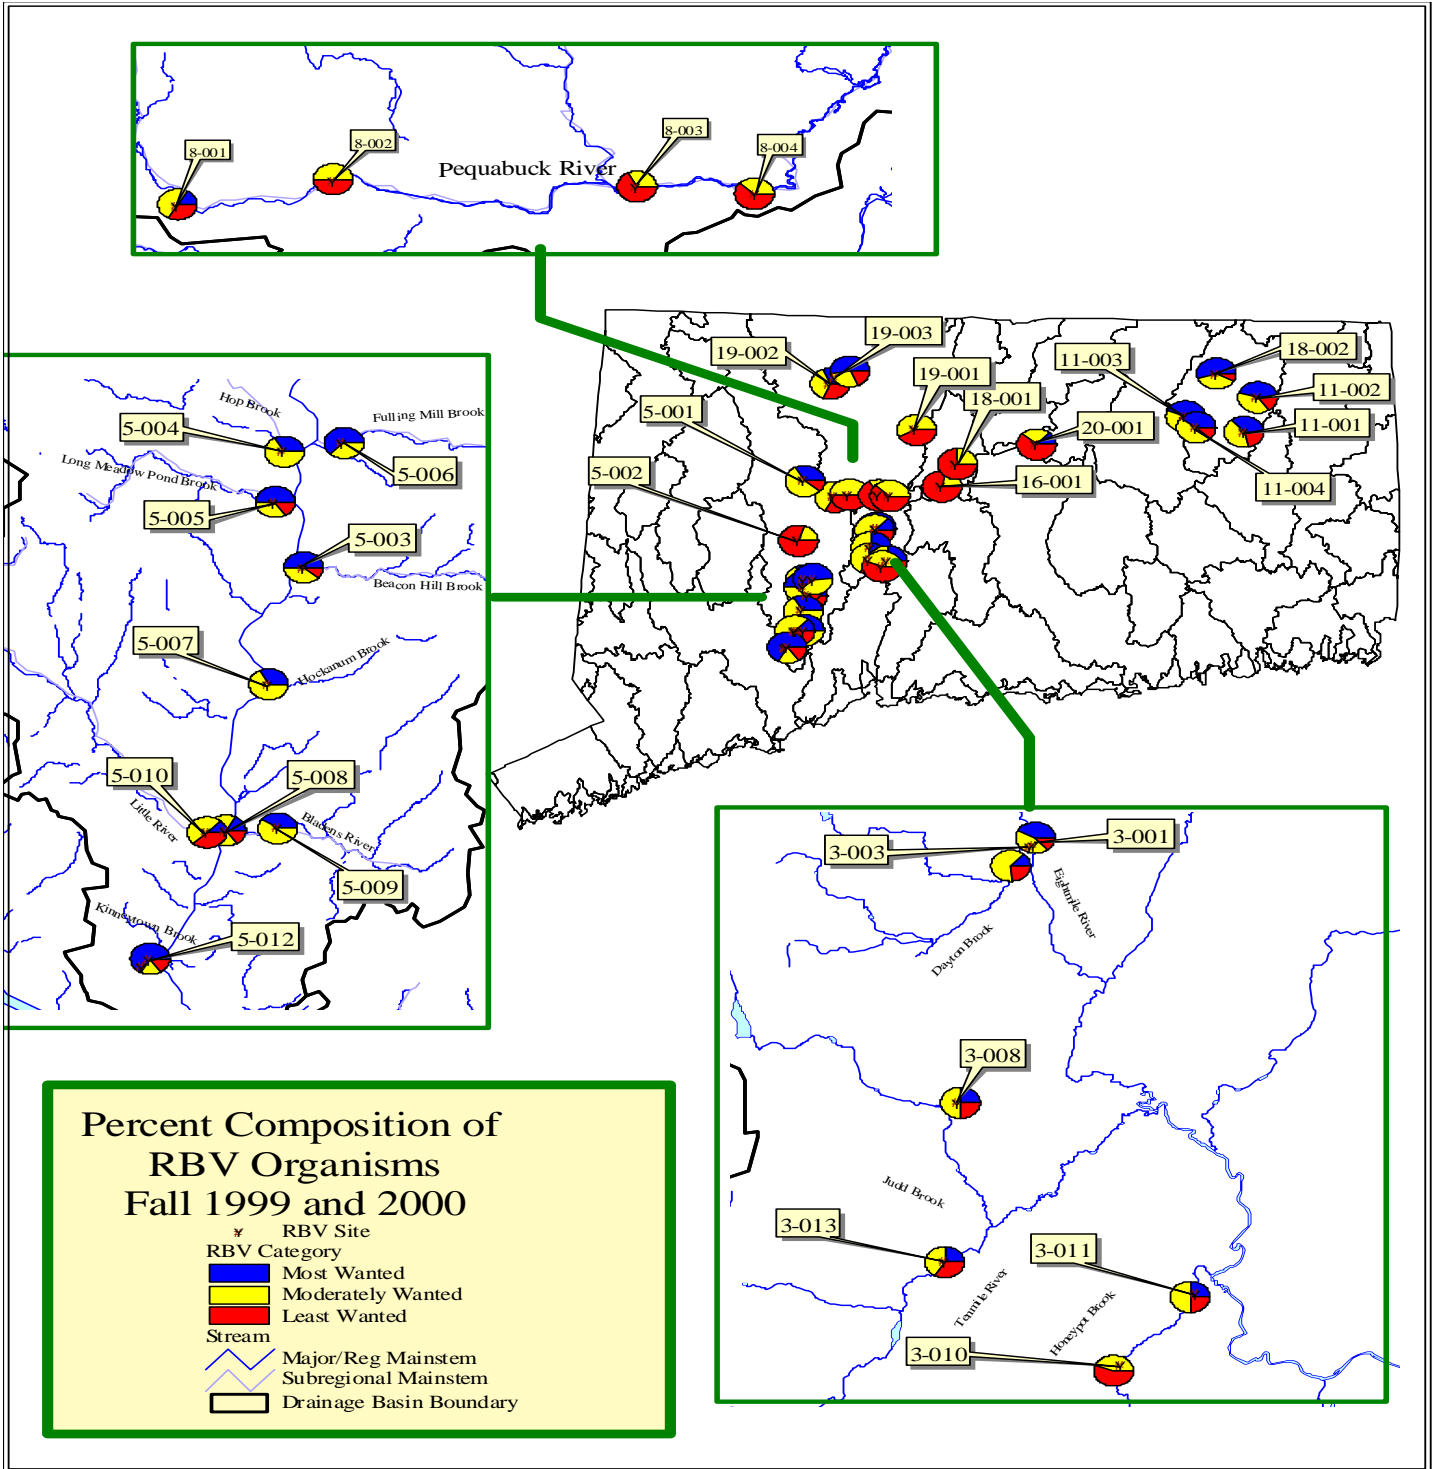 8-001
8-002
8-003
8-004
Pequabuck River
19-002
19-003
19-001
18-001
5-001
5-002
11-003
18-002
11-002
11-001
20-001
16-001
11-004
Hop Brook
Fulling Mill Brook
5-004
5-006
Long Meadow Pond Brook
5-005
5-003
Beacon Hill Brook
5-007
Hockanum Brook
5-010
5-008
Little River
Bladens River
5-009
Kinneytown Brook
5-012
3-001
3-003
Eightmile River
Dayton Brook
3-008
Judd Brook
3-013
3-011
Tenmile River
Honeypot Brook
3-010
Percent Composition of
RBV Organisms
Fall 1999 and 2000
RBV Site
RBV Category
Most Wanted
Moderately Wanted
Least Wanted
Stream
Major/Reg Mainstem
Subregional Mainstem
Drainage Basin Boundary